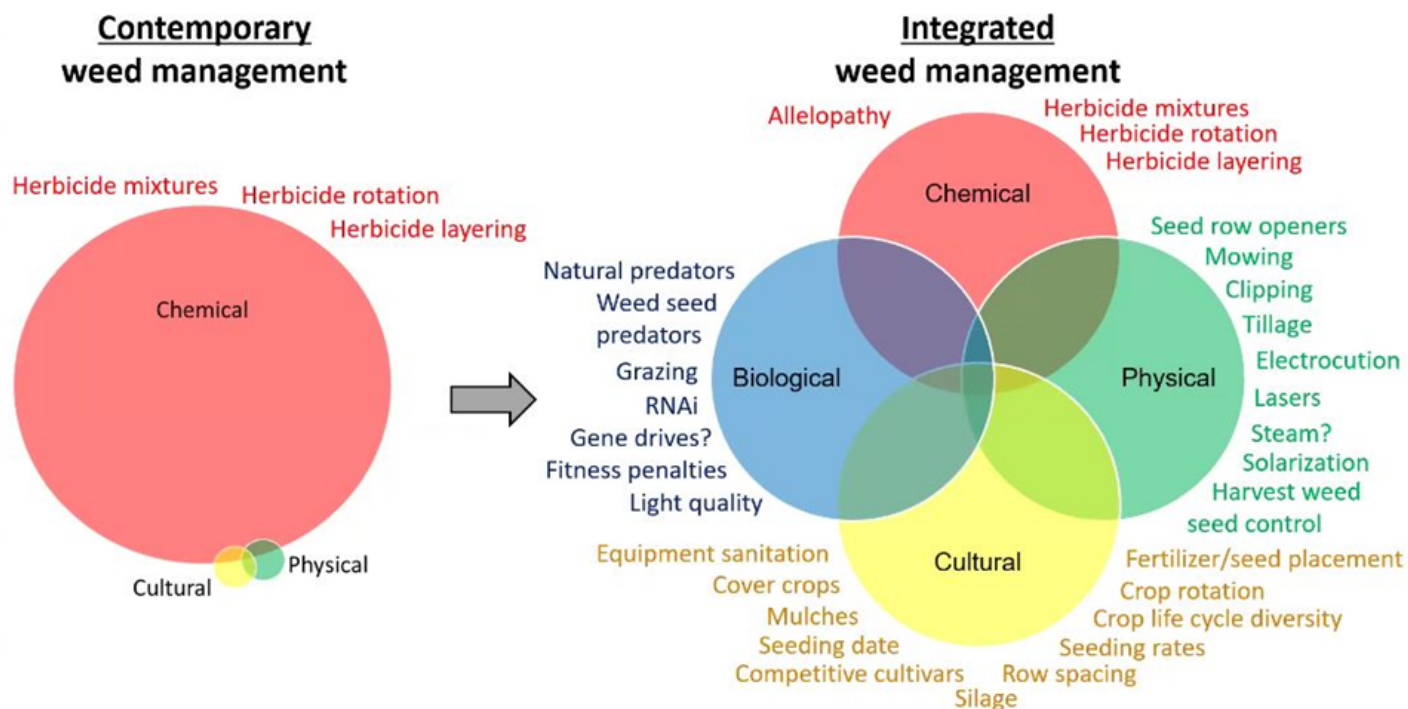 Contemporary
weed management
Herbicide mixtures
Herbicide rotation
Herbicide layering
Chemical
Cultural
Physical
Integrated
weed management
Allelopathy
Herbicide mixtures
Herbicide rotation
Herbicide layering
Chemical
Natural predators
Weed seed
predators
Grazing
RNAi
Gene drives?
Fitness penalties
Light quality
Biological
Seed row openers
Mowing
Clipping
Tillage
Electrocution
Lasers
Steam?
Solarization
Harvest weed
seed control
Physical
Cultural
Equipment sanitation
Cover crops
Mulches
Seeding date
Competitive cultivars
Silage
Fertilizer/seed placement
Crop rotation
Crop life cycle diversity
Seeding rates
Row spacing